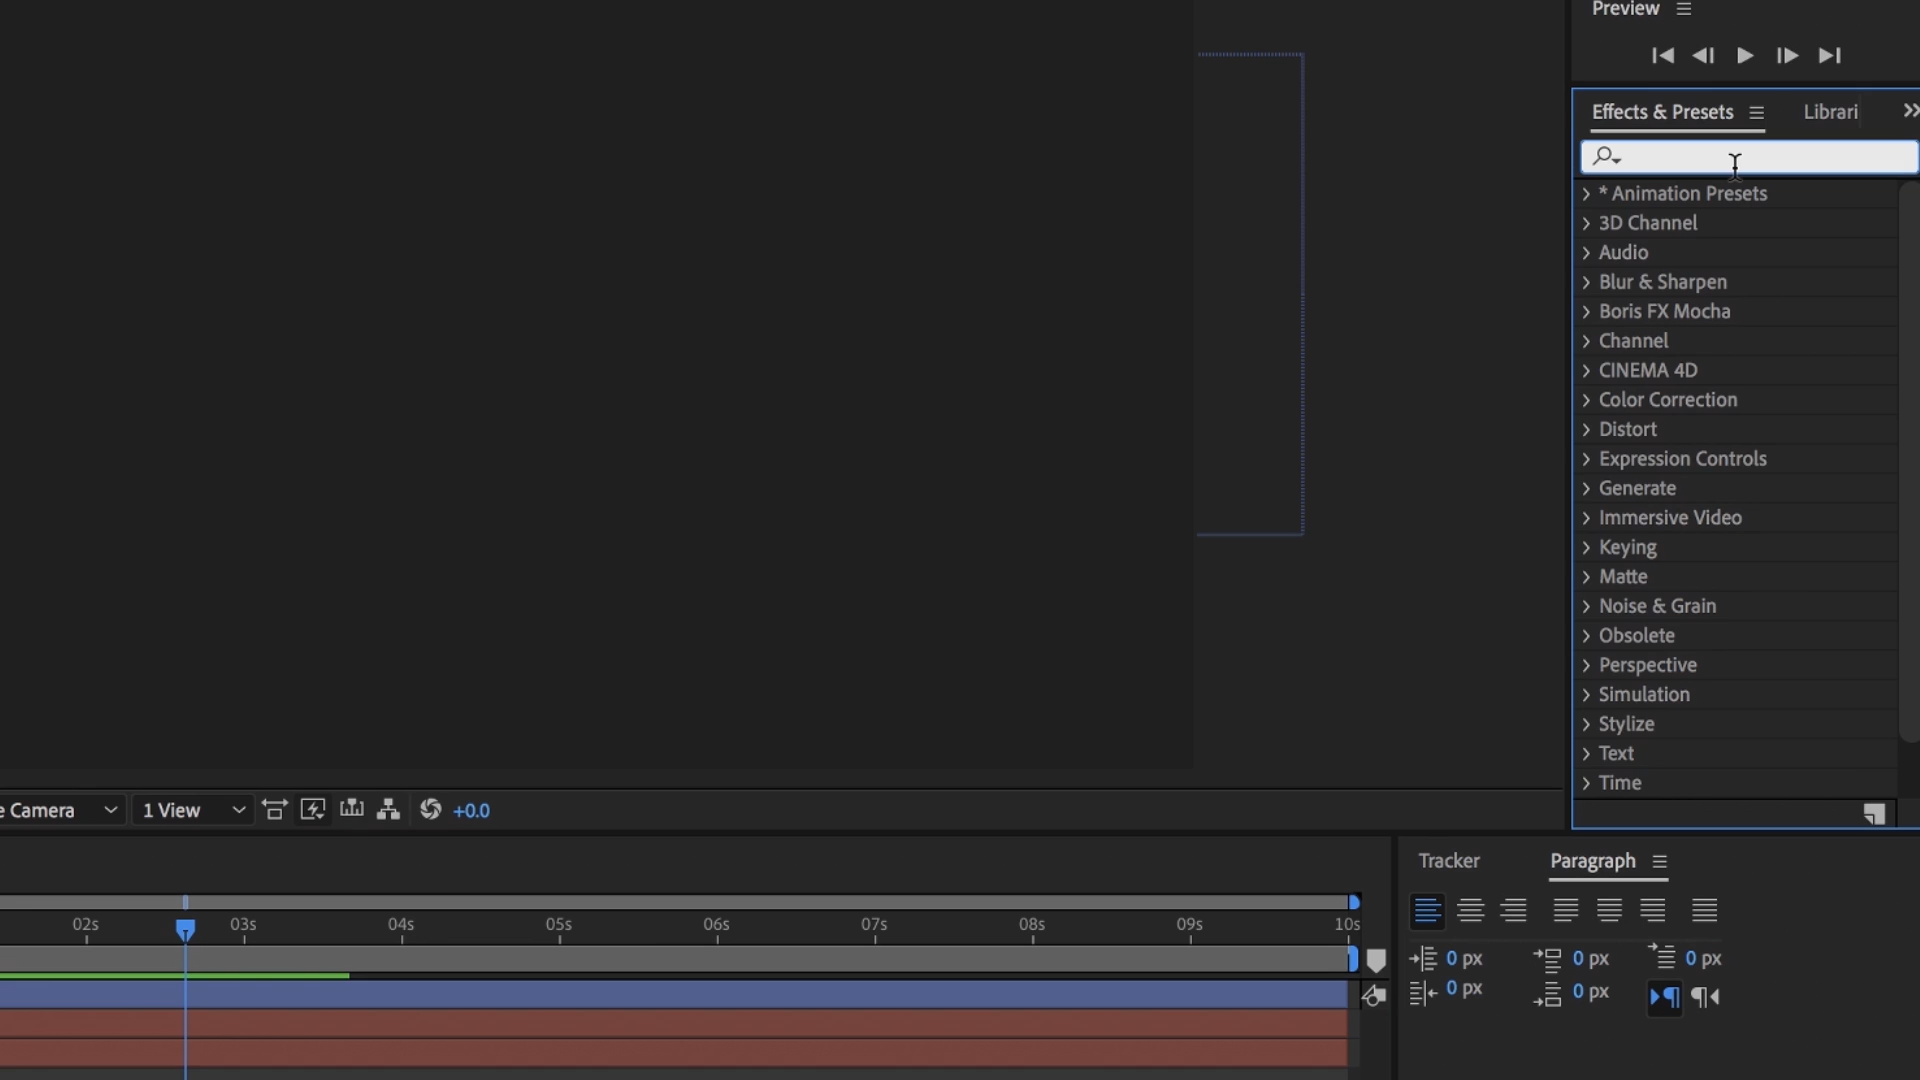 Preview
Effects & Presets
Librari
* Animation Presets
3D Channel
Audio
Blur & Sharpen
Boris FX Mocha
Channel
CINEMA 4D
Color Correction
Distort
Expression Controls
Generate
Immersive Video
Keying
Matte
Noise & Grain
Obsolete
Perspective
Simulation
Stylize
Text
Time
e Camera
1 View
+0.0
Tracker
Paragraph
02s 03s 04s 05s 06s 07s 08s 09s 10s
0 px 0 px 0 px
0 px 0 px